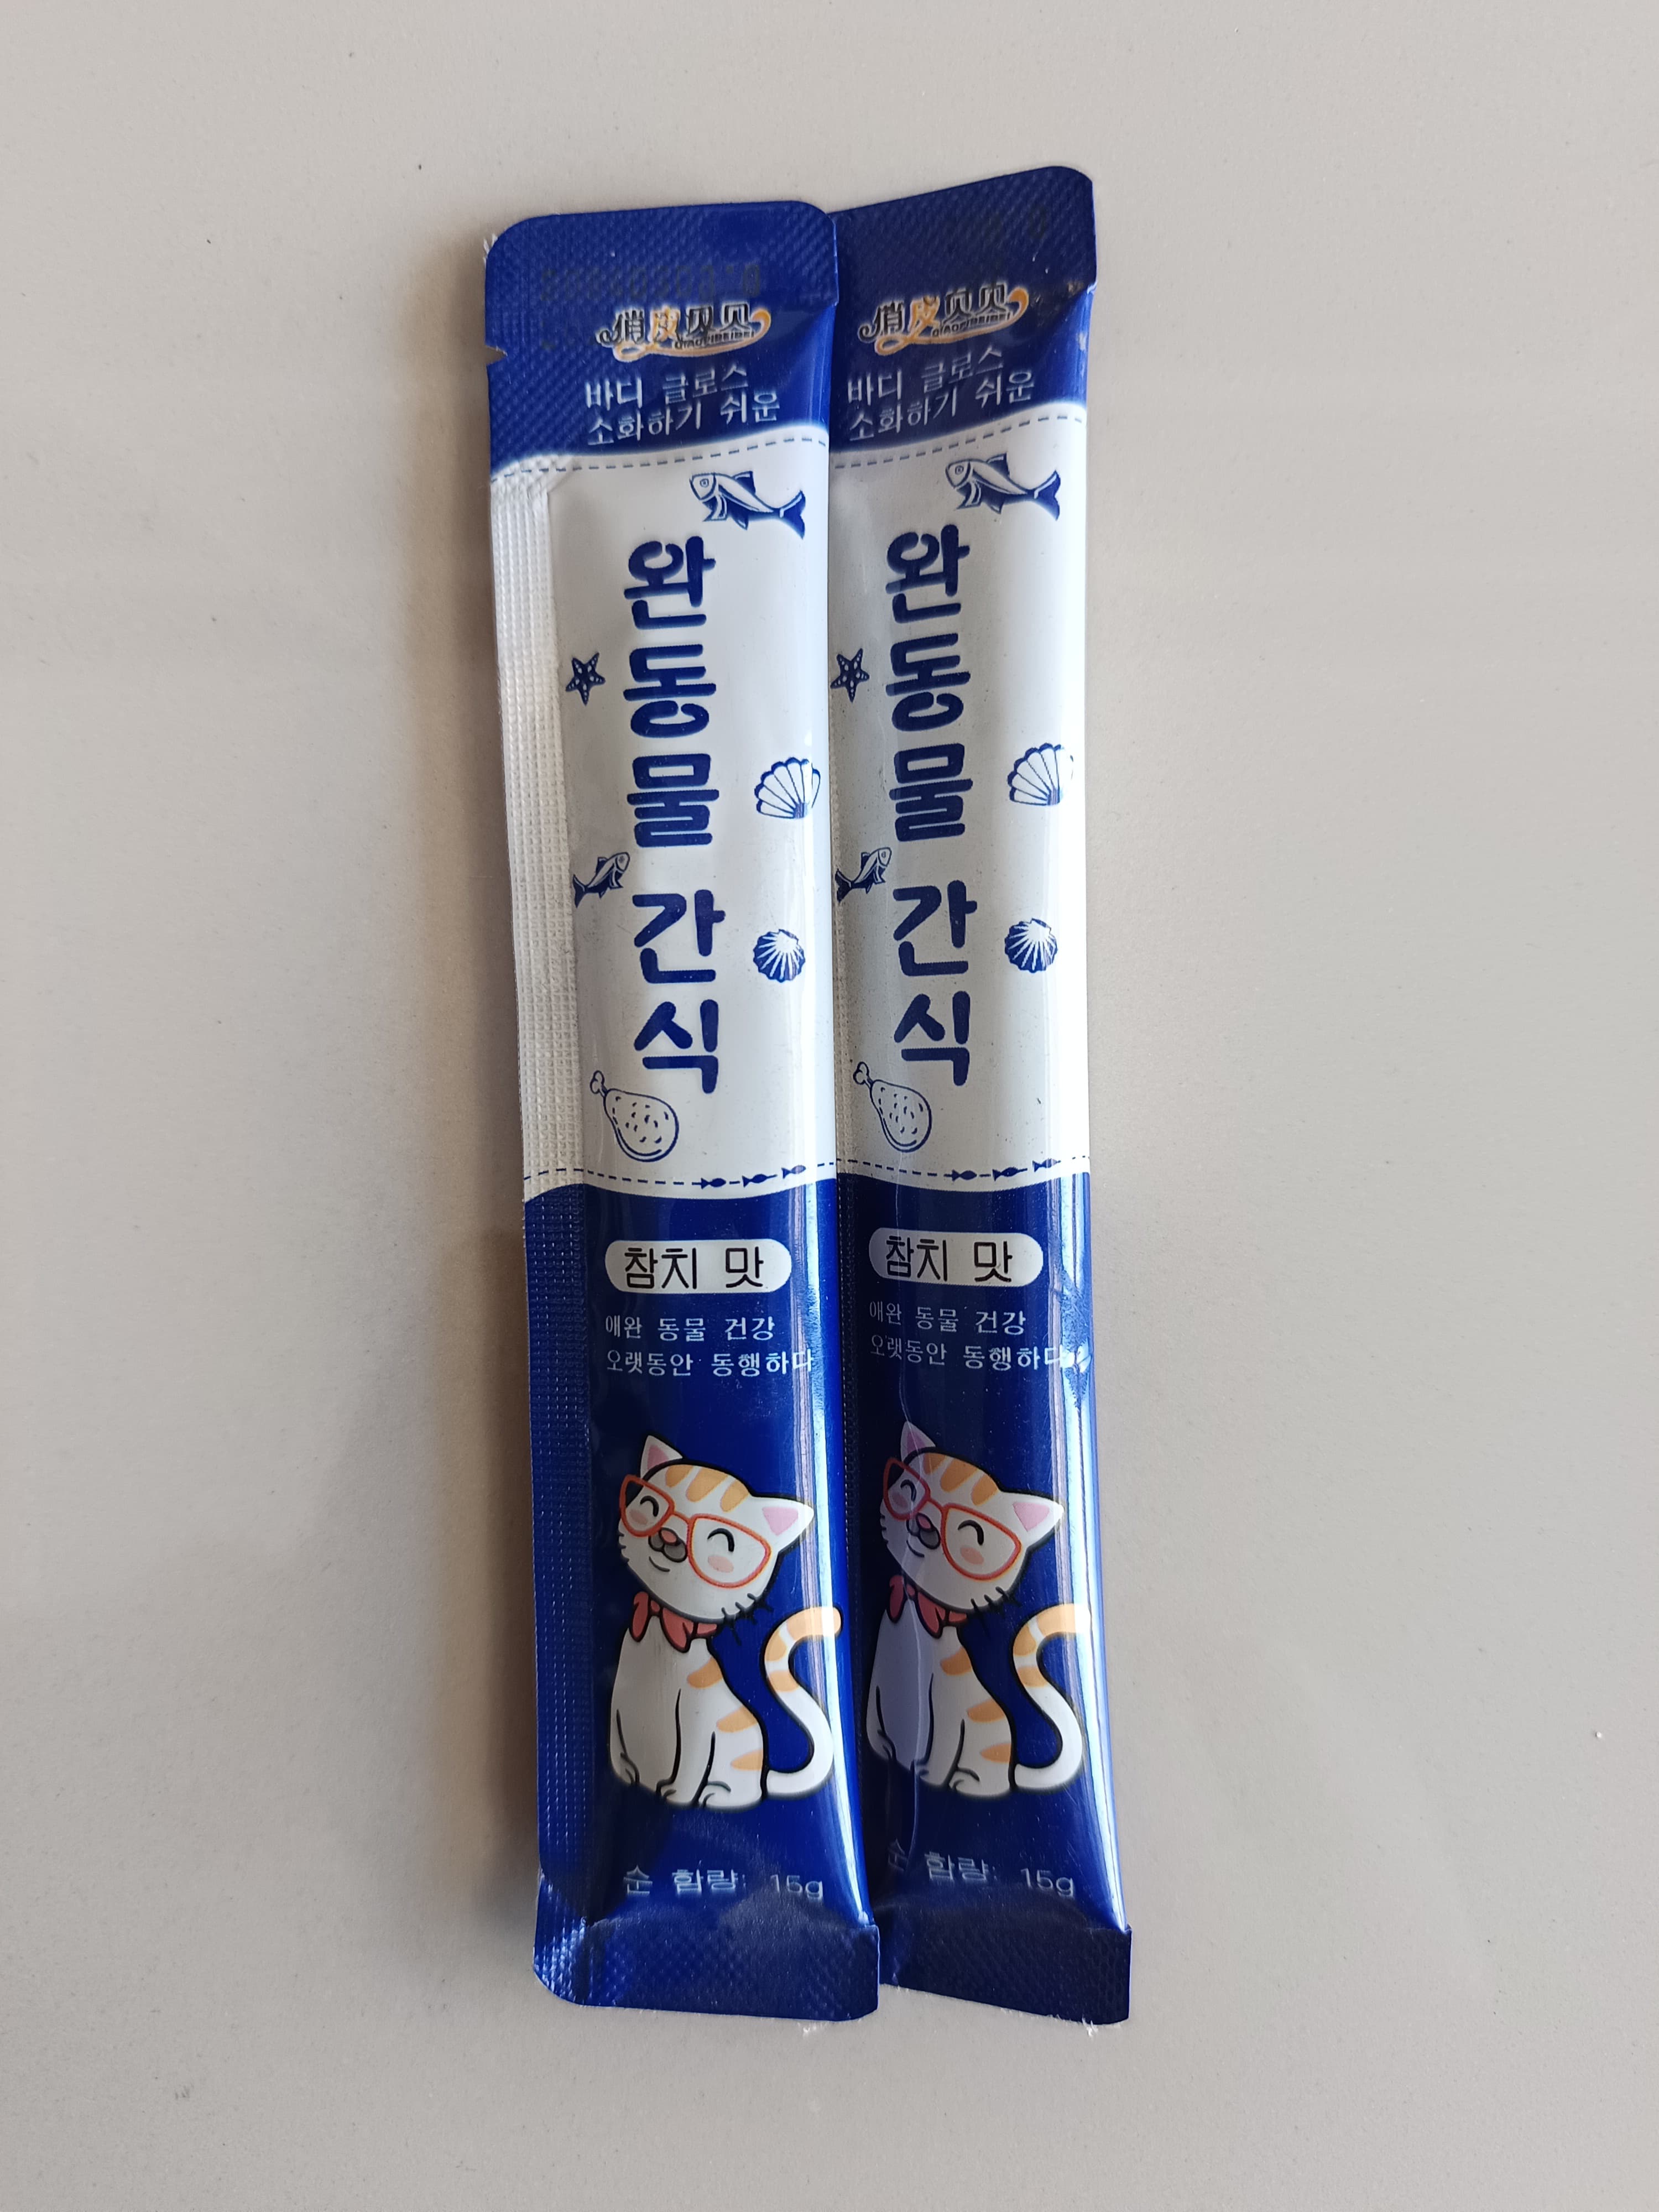 俏皮贝贝
QIAOPIBEIBEI
바디 글로스
소화하기 쉬운
완동물 간식
참치 맛
애완 동물 건강
오랫동안 동행하다
순 함량: 15g
俏皮贝贝
QIAOPIBEIBEI
바디 글로스
소화하기 쉬운
완동물 간식
참치 맛
애완 동물 건강
오랫동안 동행하다
순 함량: 15g